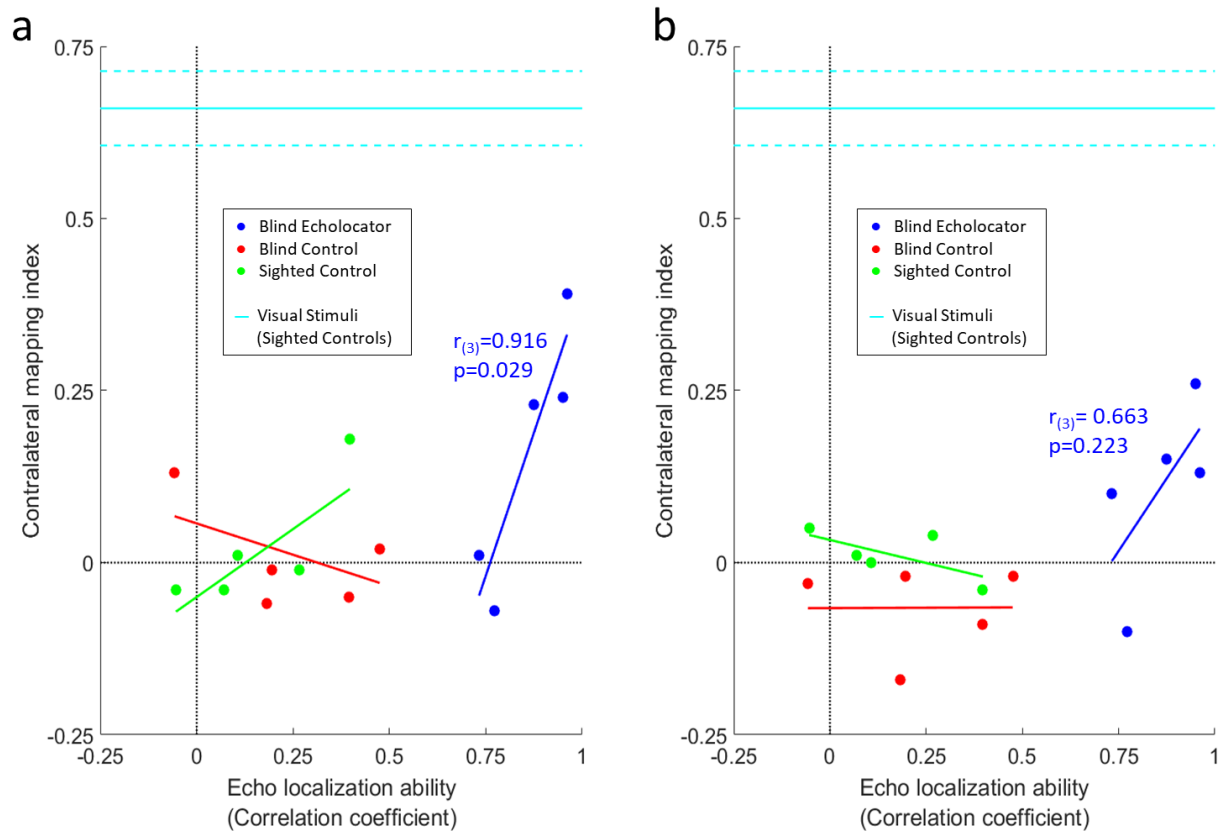 a
0.75
0.5
0.25
0
-0.25
-0.25
0
0.25
0.5
0.75
1
Contralateral mapping index
Echo localization ability
(Correlation coefficient)
Blind Echolocator
Blind Control
Sighted Control
Visual Stimuli
(Sighted Controls)
r(3)=0.916
p=0.029
b
0.75
0.5
0.25
0
-0.25
-0.25
0
0.25
0.5
0.75
1
Contralateral mapping index
Echo localization ability
(Correlation coefficient)
Blind Echolocator
Blind Control
Sighted Control
Visual Stimuli
(Sighted Controls)
r(3)= 0.663
p=0.223